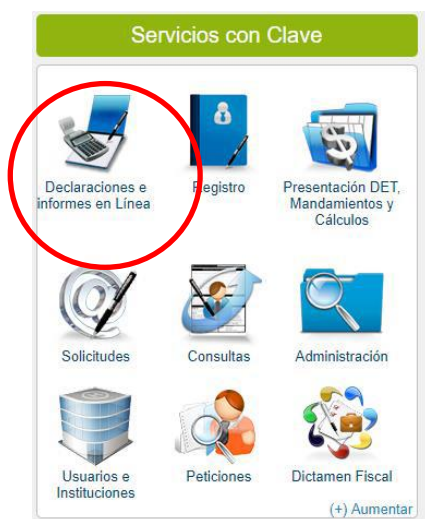 Servicios con Clave
Declaraciones e
informes en Línea
Registro
Presentación DET,
Mandamientos y
Cálculos
Solicitudes
Consultas
Administración
Usuarios e
Instituciones
Peticiones
Dictamen Fiscal
(+) Aumentar